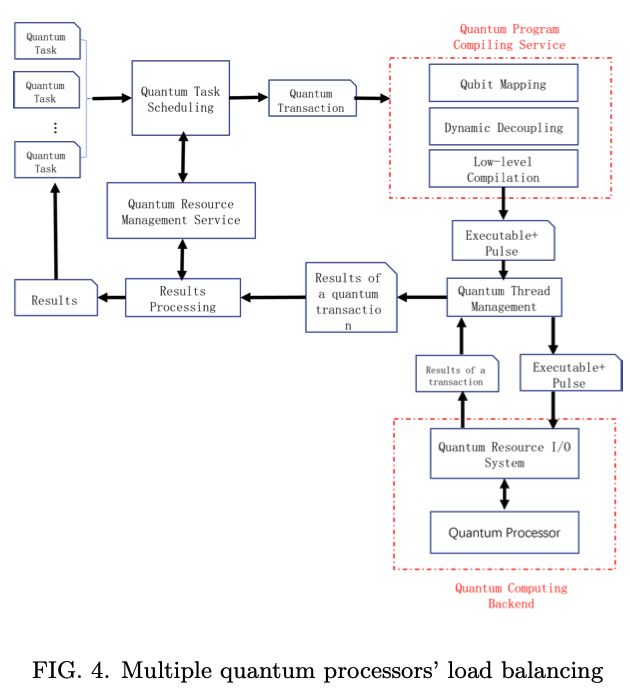 Quantum
Task
Quantum
Task
⋮
Quantum
Task
Quantum Task
Scheduling
Quantum
Transaction
Quantum Program
Compiling Service
Qubit Mapping
Dynamic Decoupling
Low-level
Compilation
Quantum Resource
Management Service
Executable+
Pulse
Results
Results
Processing
Results of
a quantum
transactio
n
Quantum Thread
Management
Results of a
transaction
Executable+
Pulse
Quantum Resource I/O
System
Quantum Processor
Quantum Computing
Backend
FIG. 4. Multiple quantum processors' load balancing